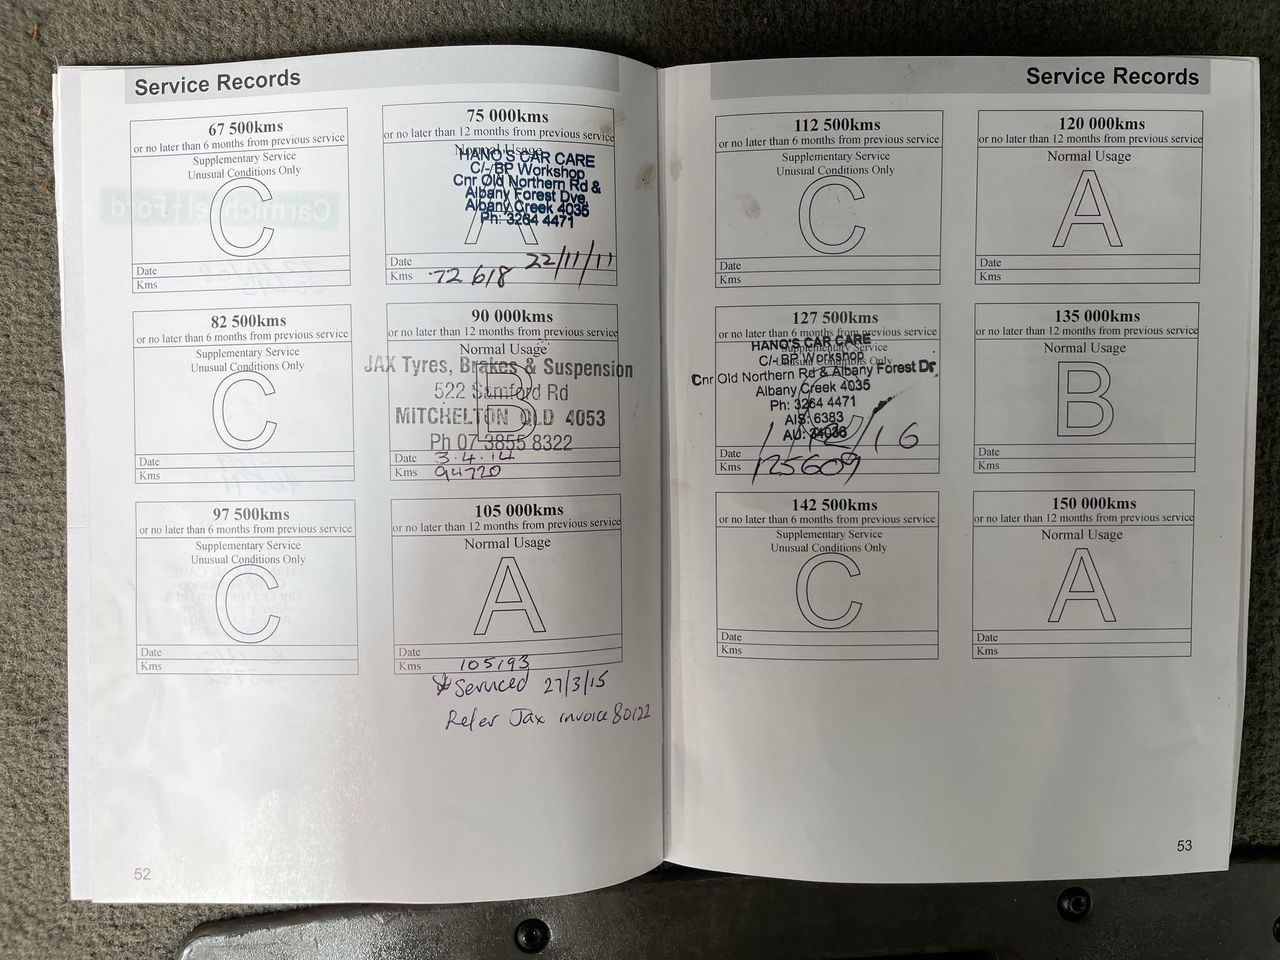 Service Records
67 500kms
or no later than 6 months from previous service
Supplementary Service
Unusual Conditions Only
C
Date
Kms
75 000kms
or no later than 12 months from previous service
Normal Usage
HANO'S CAR CARE
C/-BP Workshop
Cnr Old Northern Rd &
Albany Forest Dve,
Albany Creek 4035
Ph: 3264 4471
A
Date 22/11/11
Kms 72 618
82 500kms
or no later than 6 months from previous service
Supplementary Service
Unusual Conditions Only
C
Date
Kms
90 000kms
or no later than 12 months from previous service
Normal Usage
B
JAX Tyres, Brakes & Suspension
522 Samford Rd
MITCHELTON QLD 4053
Ph 07 3855 8322
Date 3.4.14
Kms 94720
97 500kms
or no later than 6 months from previous service
Supplementary Service
Unusual Conditions Only
C
Date
Kms
105 000kms
or no later than 12 months from previous service
Normal Usage
A
Date
Kms 105193
Serviced 27/3/15
Refer Jax invoice 80122
52
Service Records
112 500kms
or no later than 6 months from previous service
Supplementary Service
Unusual Conditions Only
C
Date
Kms
120 000kms
or no later than 12 months from previous service
Normal Usage
A
Date
Kms
127 500kms
or no later than 6 months from previous service
Supplementary Service
Unusual Conditions Only
HANO'S CAR CARE
C/-BP Workshop
Cnr Old Northern Rd & Albany Forest Dr,
Albany Creek 4035
Ph: 3264 4471
AIS: 6383
AU: 34036
Date
Kms 125609
135 000kms
or no later than 12 months from previous service
Normal Usage
B
Date
Kms
142 500kms
or no later than 6 months from previous service
Supplementary Service
Unusual Conditions Only
C
Date
Kms
150 000kms
or no later than 12 months from previous service
Normal Usage
A
Date
Kms
53